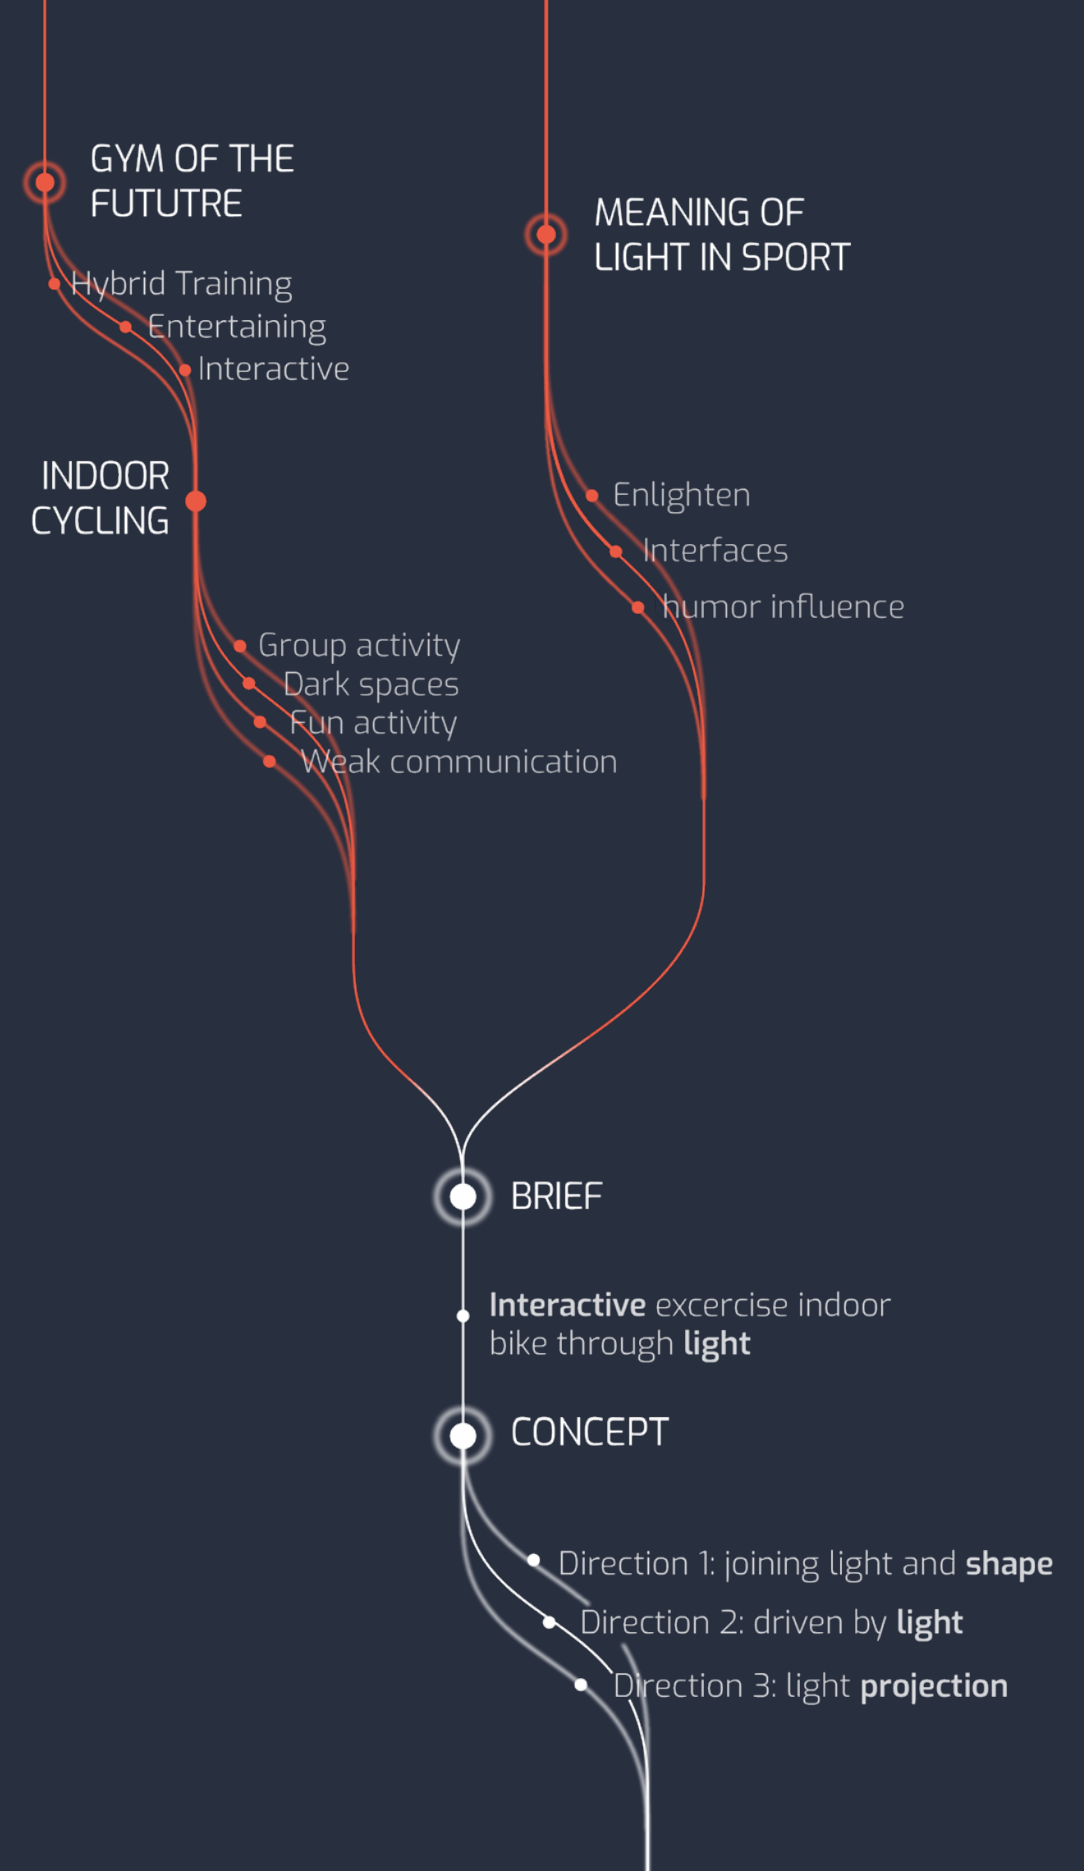 GYM OF THE
FUTUTRE
Hybrid Training
Entertaining
Interactive
INDOOR
CYCLING
Group activity
Dark spaces
Fun activity
Weak communication
MEANING OF
LIGHT IN SPORT
Enlighten
Interfaces
humor influence
BRIEF
Interactive excercise indoor
bike through light
CONCEPT
Direction 1: joining light and shape
Direction 2: driven by light
Direction 3: light projection